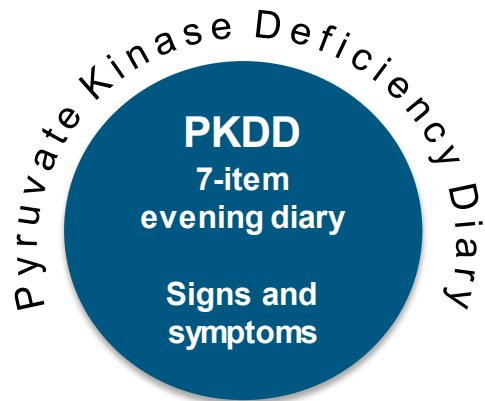 Pyruvate Kinase Deficiency Diary
PKDD
7-item
evening diary
Signs and
symptoms